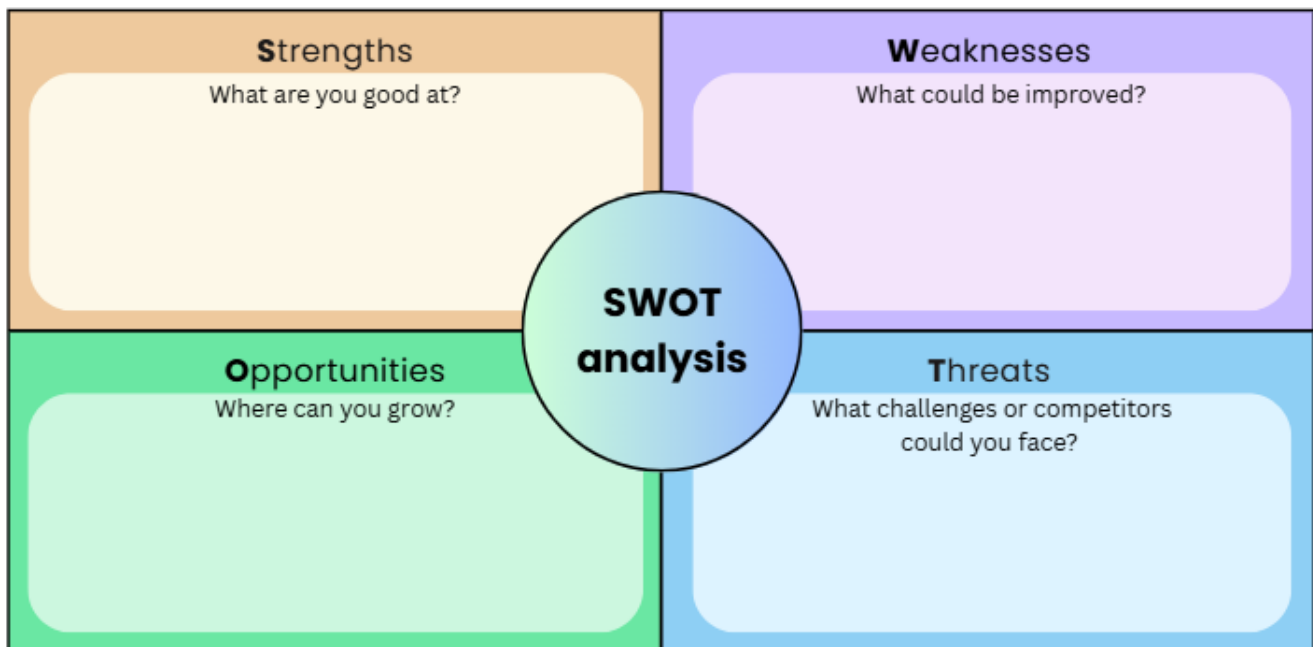 Strengths
What are you good at?
Weaknesses
What could be improved?
SWOT
analysis
Opportunities
Where can you grow?
Threats
What challenges or competitors
could you face?